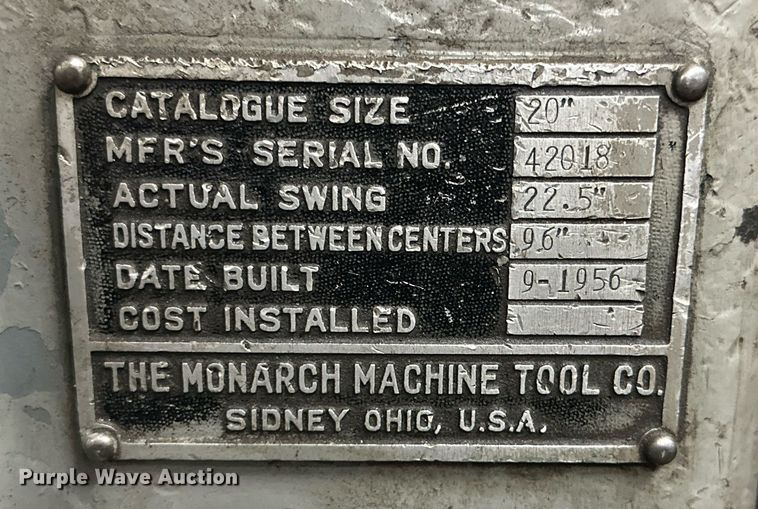 CATALOGUE SIZE 20"
MFR'S SERIAL NO. 42018
ACTUAL SWING 22.5"
DISTANCE BETWEEN CENTERS 96"
DATE BUILT 9-1956
COST INSTALLED
THE MONARCH MACHINE TOOL CO.
SIDNEY OHIO, U.S.A.
Purple Wave Auction